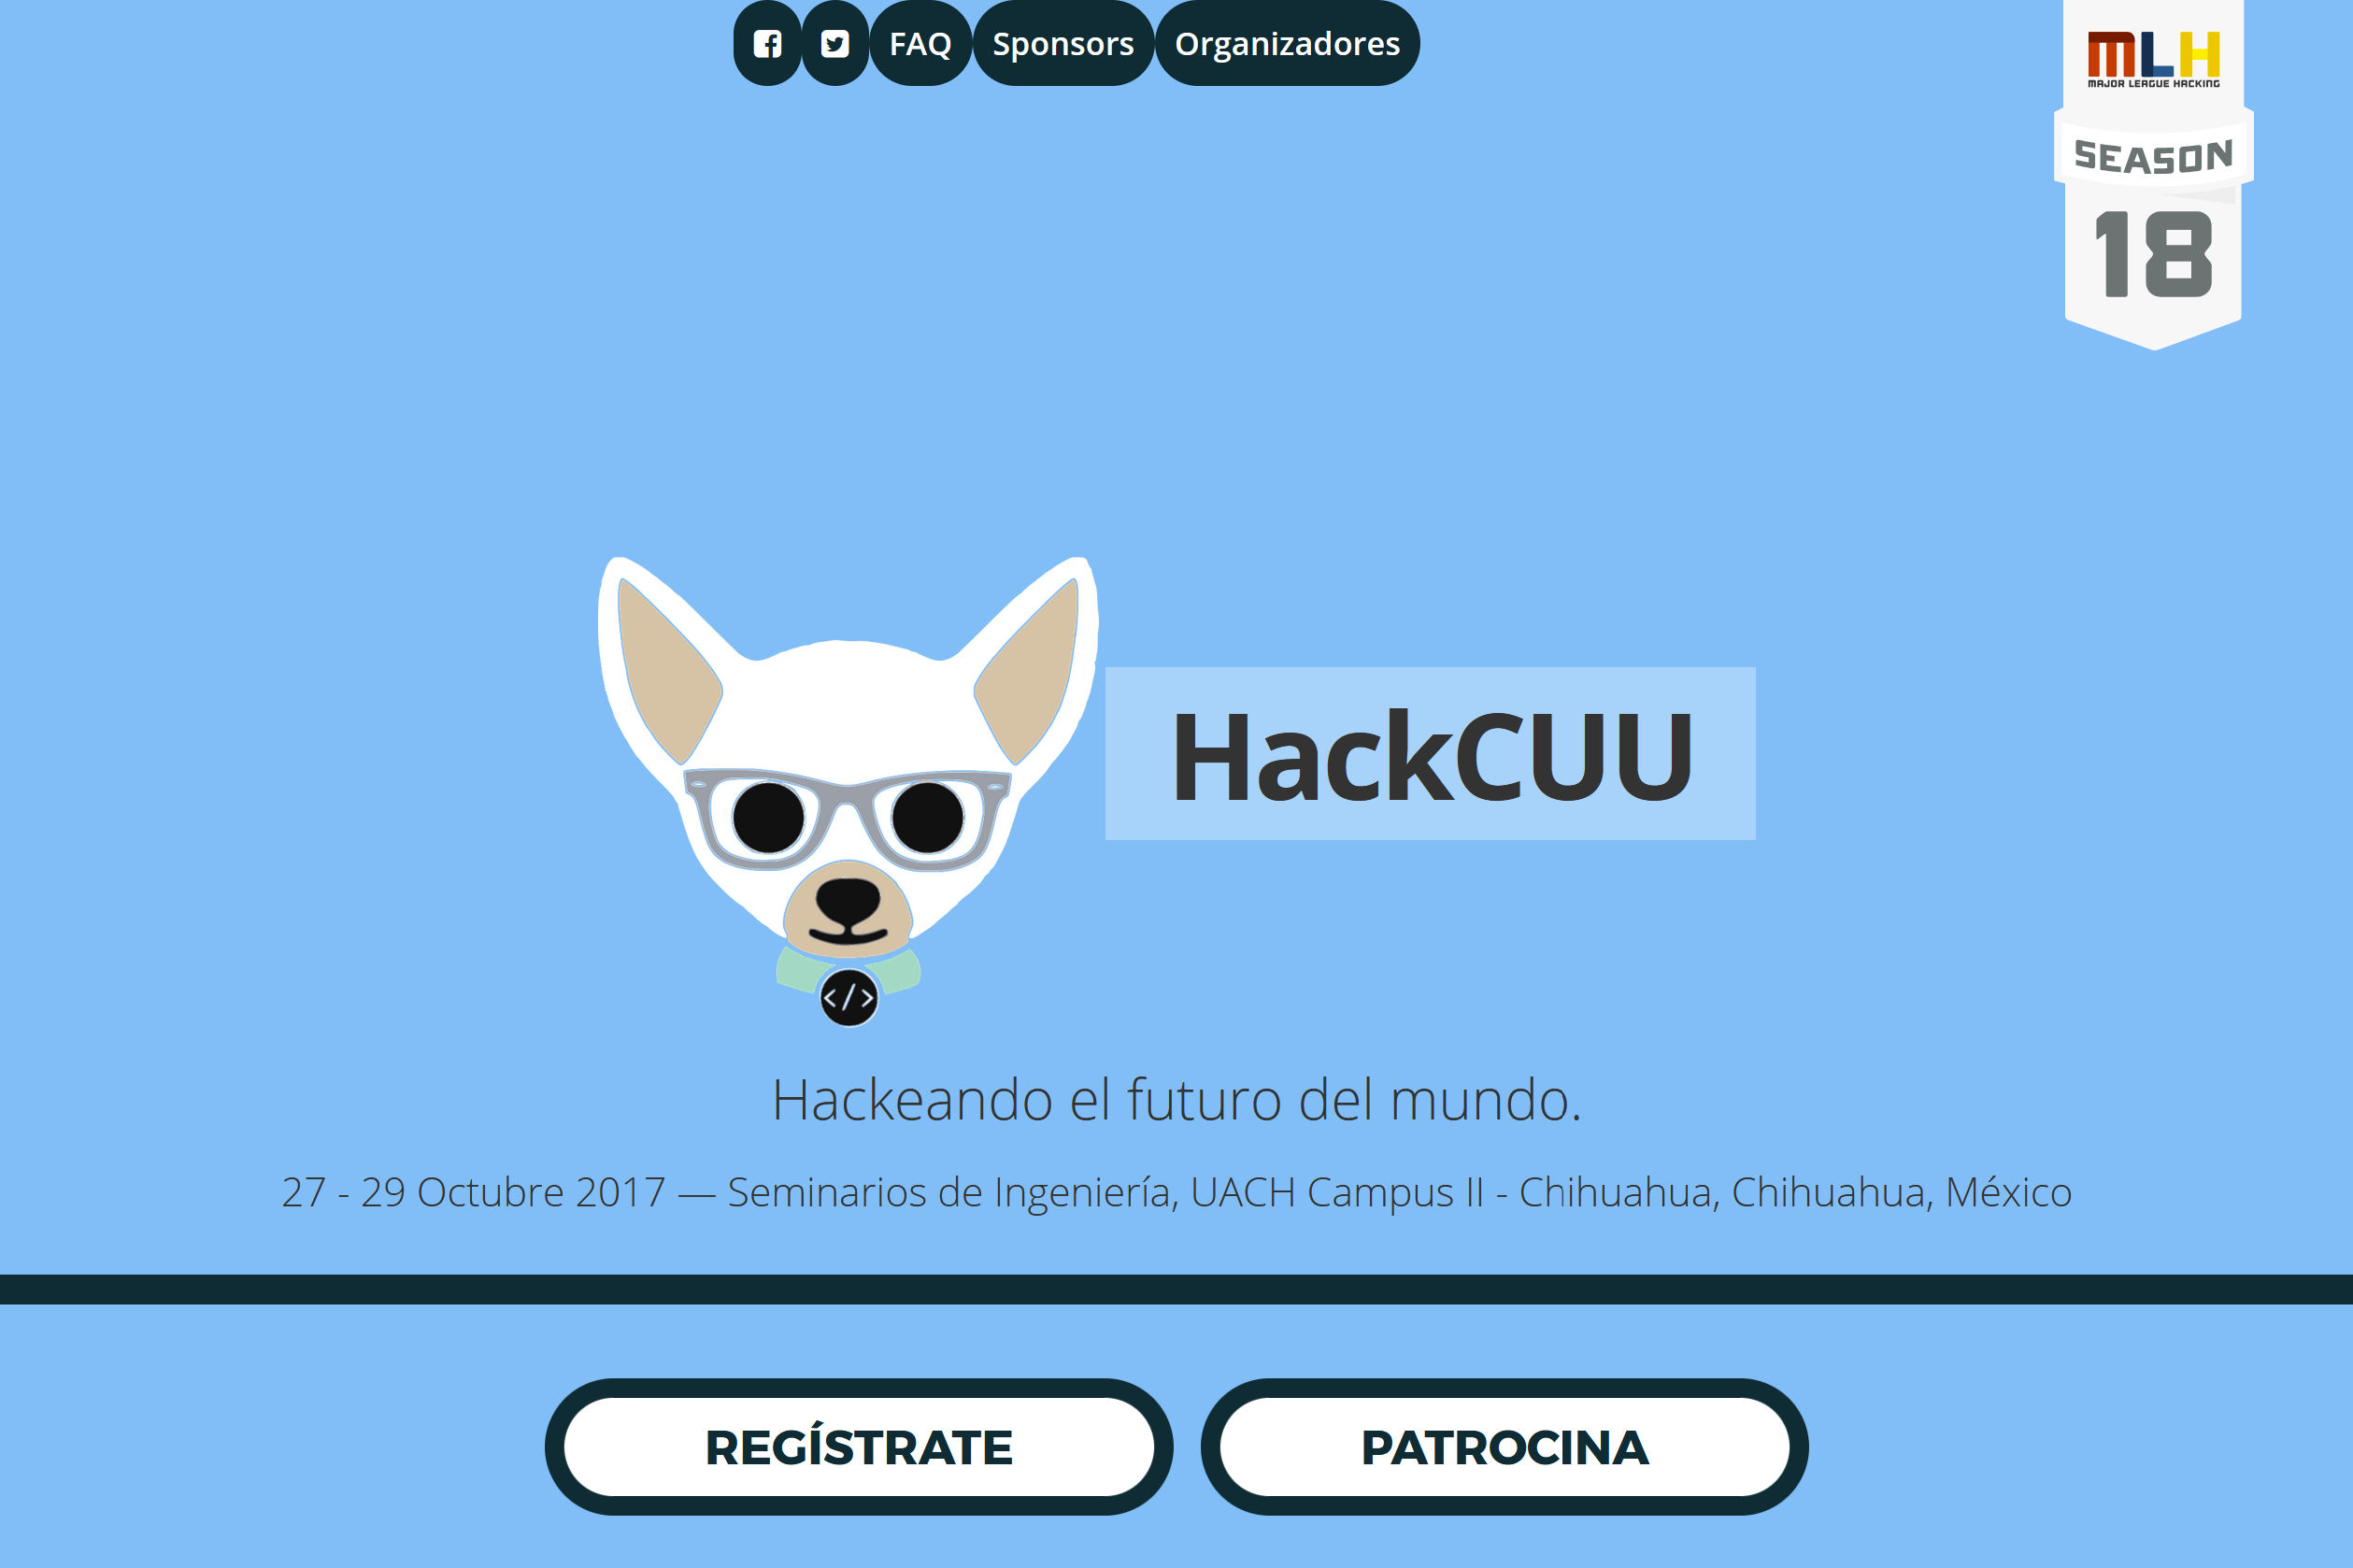 FAQ Sponsors Organizadores
MLH
MAJOR LEAGUE HACKING
SEASON
18
HackCUU
</>
Hackeando el futuro del mundo.
27 - 29 Octubre 2017 — Seminarios de Ingeniería, UACH Campus II - Chihuahua, Chihuahua, México
REGÍSTRATE PATROCINA